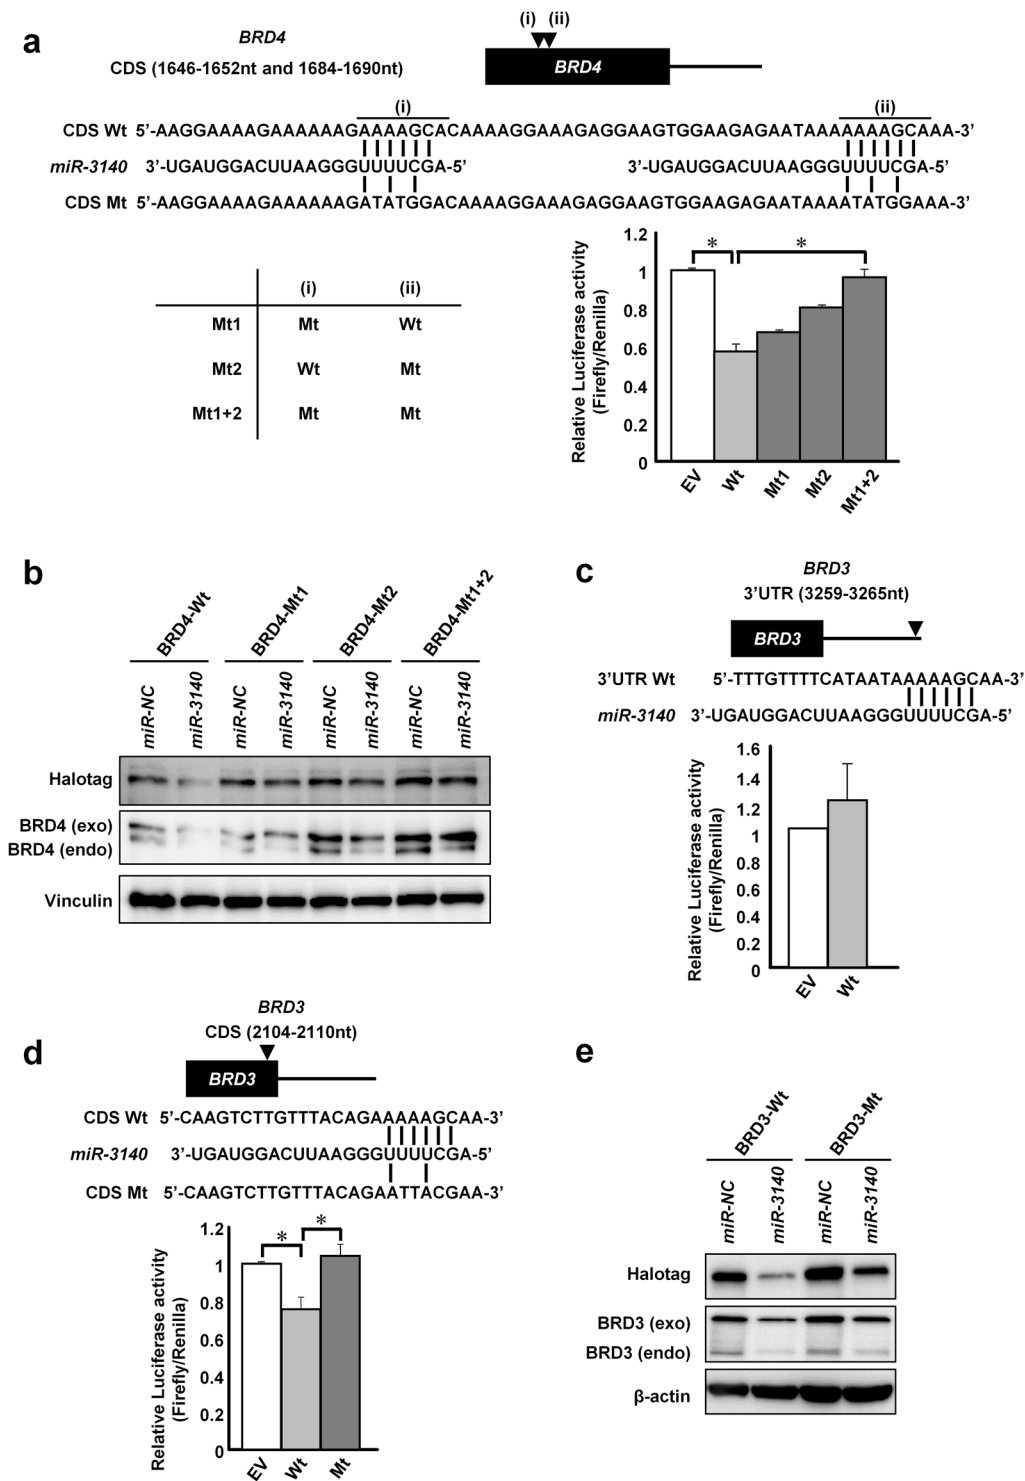 a
BRD4
CDS (1646-1652nt and 1684-1690nt)
(i) (ii)
BRD4
(i) (ii)
CDS Wt 5’-AAGGAAAAGAAAAAAGAAAAGCACAAAAGGAAAGAGGAAGTGGAAGAGAATAAAAAAAGCAAA-3’
miR-3140 3’-UGAUGGACUUAAGGGUUUUCGA-5’ 3’-UGAUGGACUUAAGGGUUUUCGA-5’
CDS Mt 5’-AAGGAAAAGAAAAAAGATATGGACAAAAGGAAAGAGGAAGTGGAAGAGAATAAAATATGGAAA-3’
(i) (ii)
Mt1 Mt Wt
Mt2 Wt Mt
Mt1+2 Mt Mt
Relative Luciferase activity
(Firefly/Renilla)
1.2
1
0.8
0.6
0.4
0.2
0
* *
EV Wt Mt1 Mt2 Mt1+2
b
BRD4-Wt BRD4-Mt1 BRD4-Mt2 BRD4-Mt1+2
miR-NC miR-3140 miR-NC miR-3140 miR-NC miR-3140 miR-NC miR-3140
Halotag
BRD4 (exo)
BRD4 (endo)
Vinculin
c
BRD3
3’UTR (3259-3265nt)
BRD3
3’UTR Wt 5’-TTTGTTTTCATAATAAAAAGCAA-3’
miR-3140 3’-UGAUGGACUUAAGGGUUUUCGA-5’
Relative Luciferase activity
(Firefly/Renilla)
1.6
1.4
1.2
1
0.8
0.6
0.4
0.2
0
EV Wt
d
BRD3
CDS (2104-2110nt)
BRD3
CDS Wt 5’-CAAGTCTTGTTTACAGAAAAAGCAA-3’
miR-3140 3’-UGAUGGACUUAAGGGUUUUCGA-5’
CDS Mt 5’-CAAGTCTTGTTTACAGAATTACGAA-3’
Relative Luciferase activity
(Firefly/Renilla)
1.2
1
0.8
0.6
0.4
0.2
0
* *
EV Wt Mt
e
BRD3-Wt BRD3-Mt
miR-NC miR-3140 miR-NC miR-3140
Halotag
BRD3 (exo)
BRD3 (endo)
β-actin